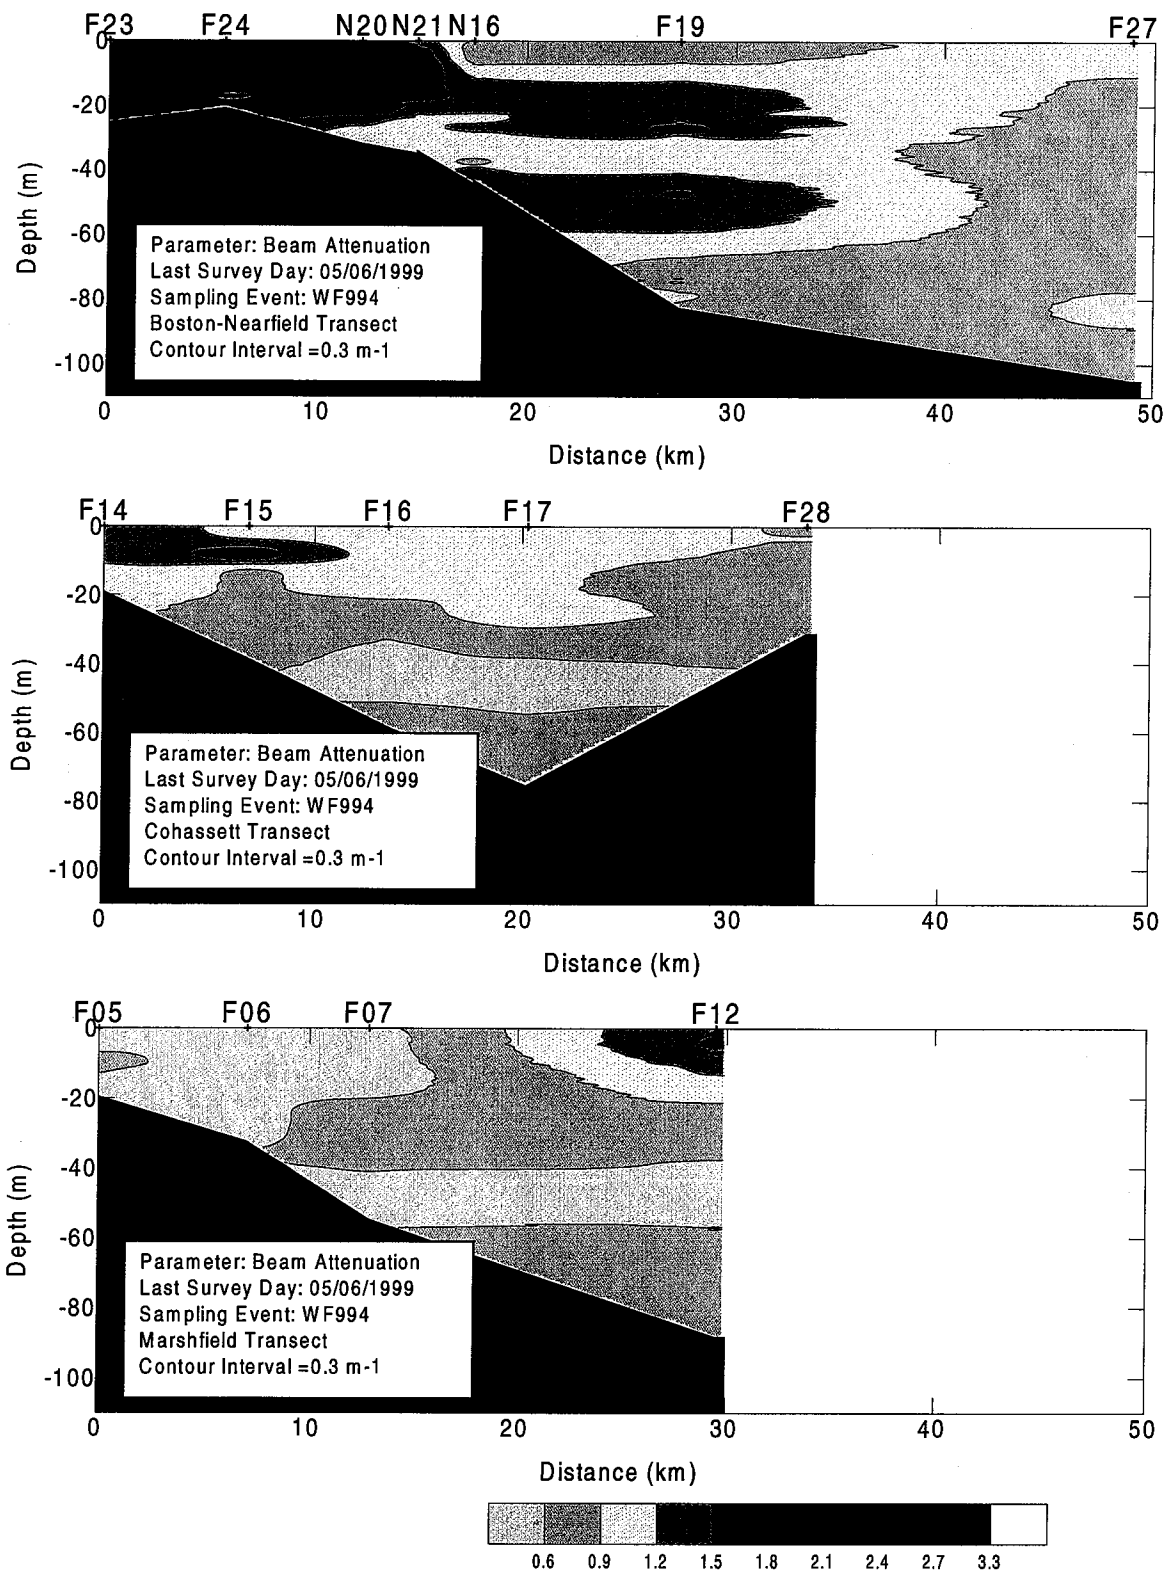 F23 F24 N20 N21 N16 F19 F27
0
-20
-40
-60
-80
-100
Depth (m)
Parameter: Beam Attenuation
Last Survey Day: 05/06/1999
Sampling Event: WF994
Boston-Nearfield Transect
Contour Interval =0.3 m-1
0 10 20 30 40 50
Distance (km)
F14 F15 F16 F17 F28
0
-20
-40
-60
-80
-100
Depth (m)
Parameter: Beam Attenuation
Last Survey Day: 05/06/1999
Sampling Event: WF994
Cohassett Transect
Contour Interval =0.3 m-1
0 10 20 30 40 50
Distance (km)
F05 F06 F07 F12
0
-20
-40
-60
-80
-100
Depth (m)
Parameter: Beam Attenuation
Last Survey Day: 05/06/1999
Sampling Event: WF994
Marshfield Transect
Contour Interval =0.3 m-1
0 10 20 30 40 50
Distance (km)
0.6 0.9 1.2 1.5 1.8 2.1 2.4 2.7 3.3